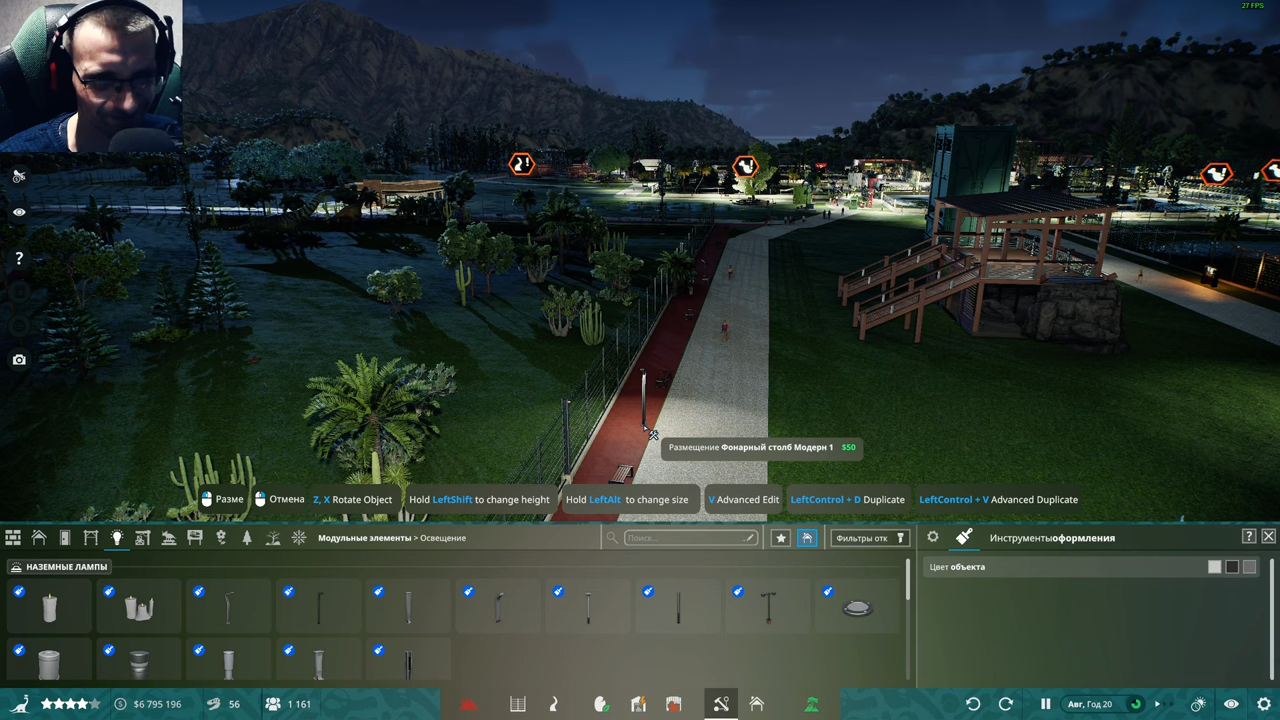 27 FPS
?
Размещение Фонарный столб Модерн 1 $50
Разме Отмена Z, X Rotate Object Hold LeftShift to change height Hold LeftAlt to change size V Advanced Edit LeftControl + D Duplicate LeftControl + V Advanced Duplicate
Модульные элементы > Освещение Поиск... Фильтры отк Инструментыоформления ?
НАЗЕМНЫЕ ЛАМПЫ
Цвет объекта
$6 795 196 56 1 161 Авг, Год 20